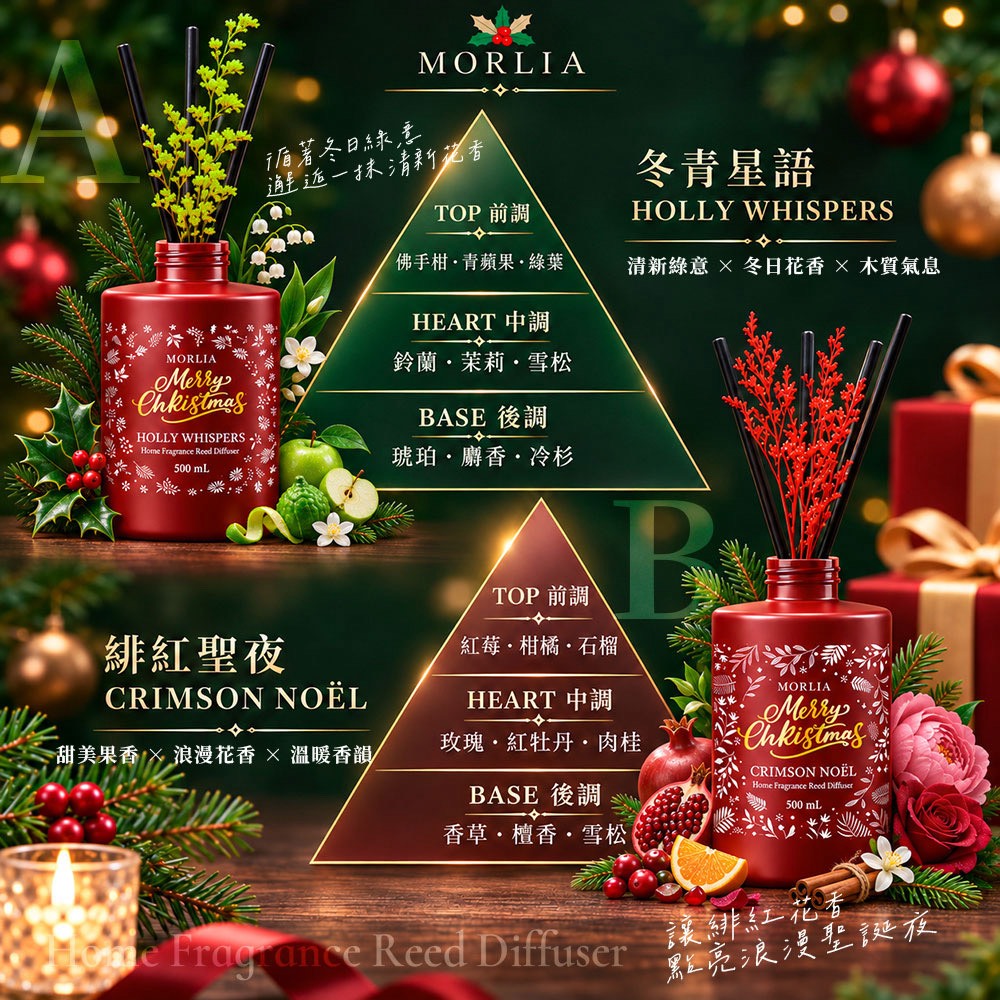 A
MORLIA
循著冬日綠意
邂逅一抹清新花香
冬青星語
HOLLY WHISPERS
清新綠意 × 冬日花香 × 木質氣息
TOP 前調
佛手柑・青蘋果・綠葉
HEART 中調
鈴蘭・茉莉・雪松
BASE 後調
琥珀・麝香・冷杉
MORLIA
Merry
Christmas
HOLLY WHISPERS
Home Fragrance Reed Diffuser
500 mL
B
緋紅聖夜
CRIMSON NOËL
甜美果香 × 浪漫花香 × 溫暖香韻
TOP 前調
紅莓・柑橘・石榴
HEART 中調
玫瑰・紅牡丹・肉桂
BASE 後調
香草・檀香・雪松
MORLIA
Merry
Christmas
CRIMSON NOËL
Home Fragrance Reed Diffuser
500 mL
讓緋紅花香
點亮浪漫聖誕夜
Home Fragrance Reed Diffuser